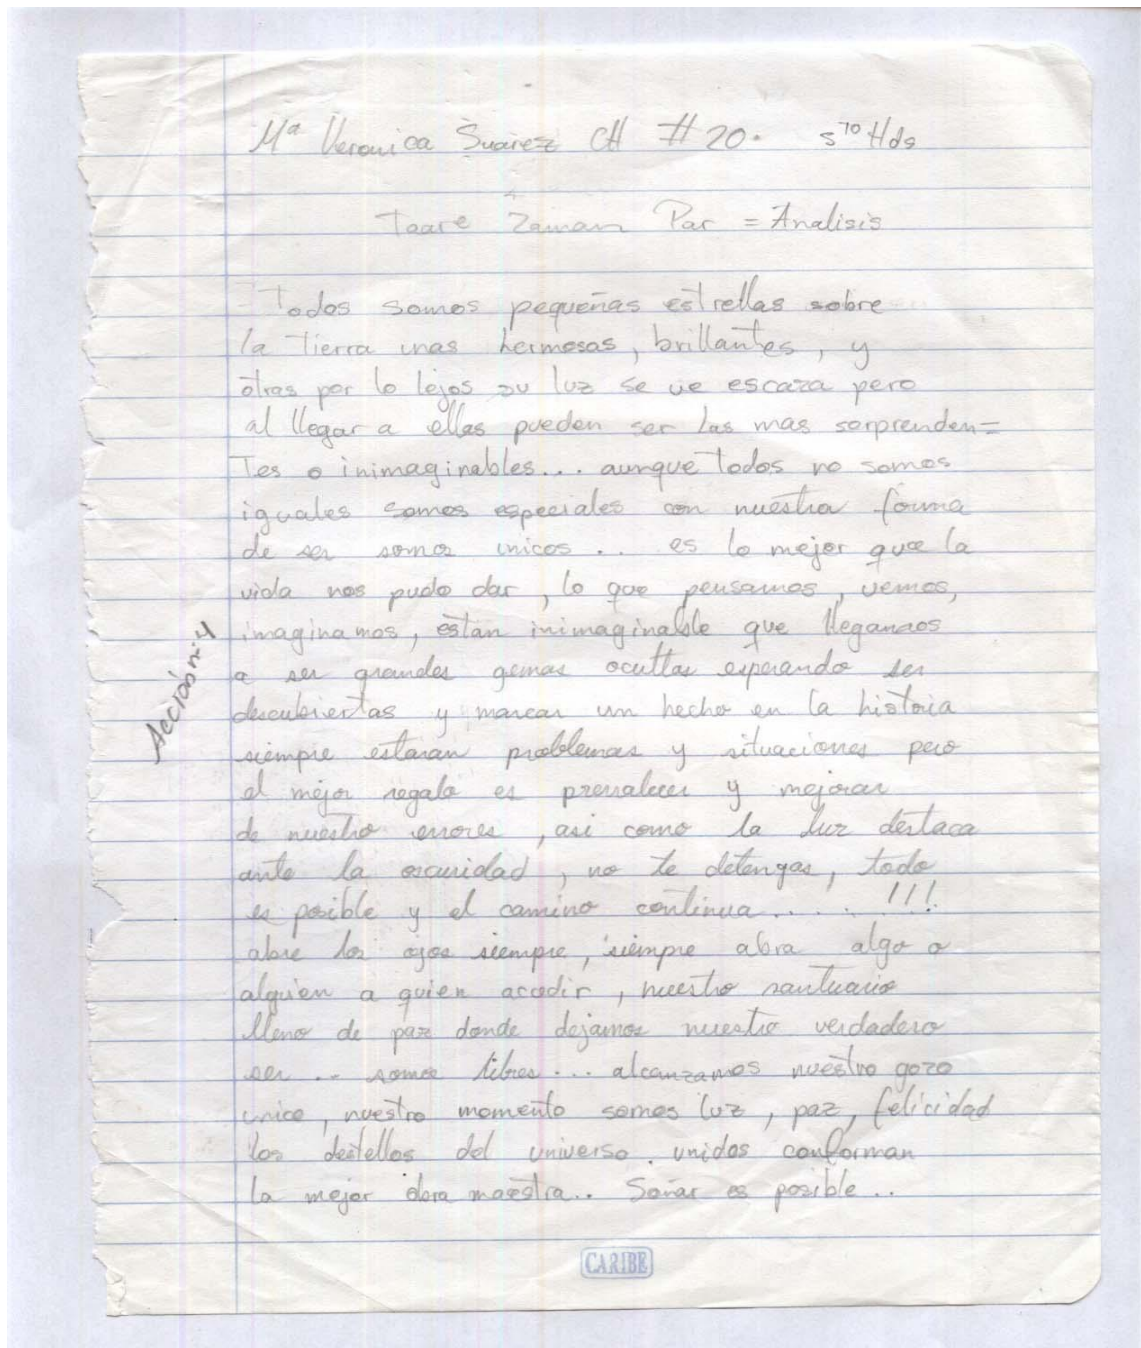 Mª Veronica Suarez CH #20. 5to Hds
Taare Zaman Par = Analisis
Todos somos pequeñas estrellas sobre
la Tierra unas hermosas, brillantes, y
otras por lo lejos su luz se ve escaza pero
al llegar a ellas pueden ser las mas sorprenden=
Tes o inimaginables... aunque Todos no somos
iguales somos especiales con nuestra forma
de ser somos unicos .. es lo mejor que la
vida nos pudo dar, lo que pensamos, vemos,
imaginamos, estan inimaginable que llegamos
a ser grandes gemas ocultas esperando ser
descubiertas y marcar un hecho en la historia
siempre estaran problemas y situaciones pero
el mejor regalo es prevalecer y mejorar
de nuestro errores, asi como la luz destaca
ante la oscuridad, no te detengas, todo
es posible y el camino continua..... !!!
abre los ojos siempre, siempre abra algo o
alguien a quien acudir, nuestro santuario
lleno de paz donde dejamos nuestro verdadero
ser ... somos libres ... alcanzamos nuestro gozo
unico, nuestro momento somos luz, paz, felicidad
los destellos del universo. unidos conforman
la mejor obra maestra.. Soñar es posible..
Sección:4
CARIBE